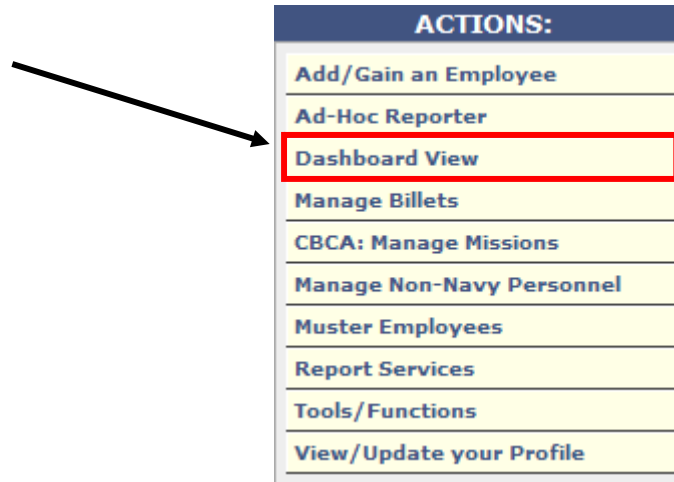 ACTIONS:
Add/Gain an Employee
Ad-Hoc Reporter
Dashboard View
Manage Billets
CBCA: Manage Missions
Manage Non-Navy Personnel
Muster Employees
Report Services
Tools/Functions
View/Update your Profile